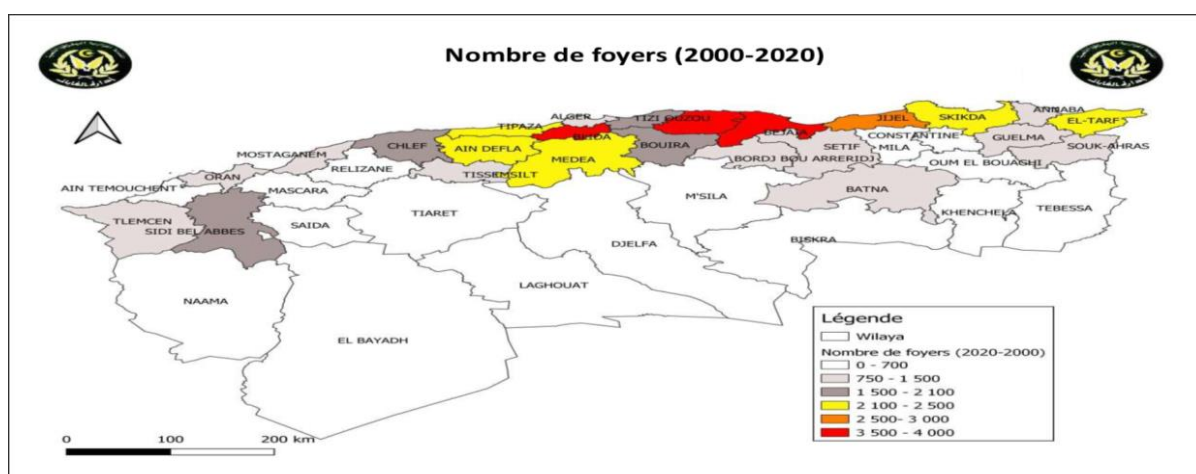 Nombre de foyers (2000-2020)
ALGER
TIZI OUZOU
ANNABA
TIPAZA
BLIDA
BEJAIA
JIJEL
SKIKDA
EL-TARF
CHLEF
AIN DEFLA
BOUIRA
SETIF
CONSTANTINE
MILA
GUELMA
SOUK-AHRAS
MOSTAGANEM
RELIZANE
MEDEA
BORDJ BOU ARRERIDJ
OUM EL BOUAGHI
ORAN
TISSEMSILT
AIN TEMOUCHENT
MASCARA
BATNA
M'SILA
KHENCHELA
TEBESSA
TLEMCEN
SIDI BEL ABBES
SAIDA
TIARET
DJELFA
BISKRA
NAAMA
LAGHOUAT
EL BAYADH
Légende
Wilaya
Nombre de foyers (2020-2000)
0 - 700
750 - 1 500
1 500 - 2 100
2 100 - 2 500
2 500- 3 000
3 500 - 4 000
0 100 200 km